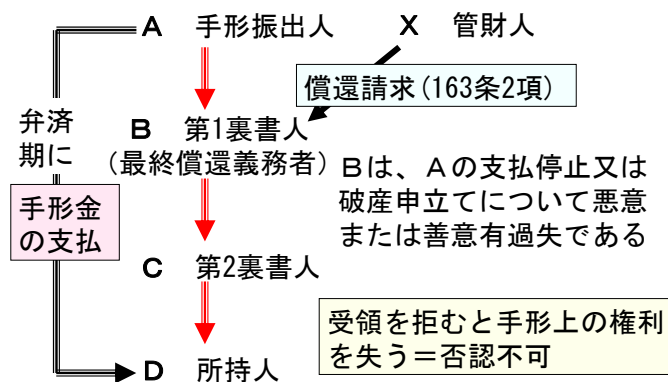 A 手形振出人
X 管財人
償還請求(163条2項)
弁済
期に
B 第1裏書人
(最終償還義務者)
Bは、Aの支払停止又は
破産申立てについて悪意
または善意有過失である
手形金
の支払
C 第2裏書人
受領を拒むと手形上の権利
を失う=否認不可
D 所持人